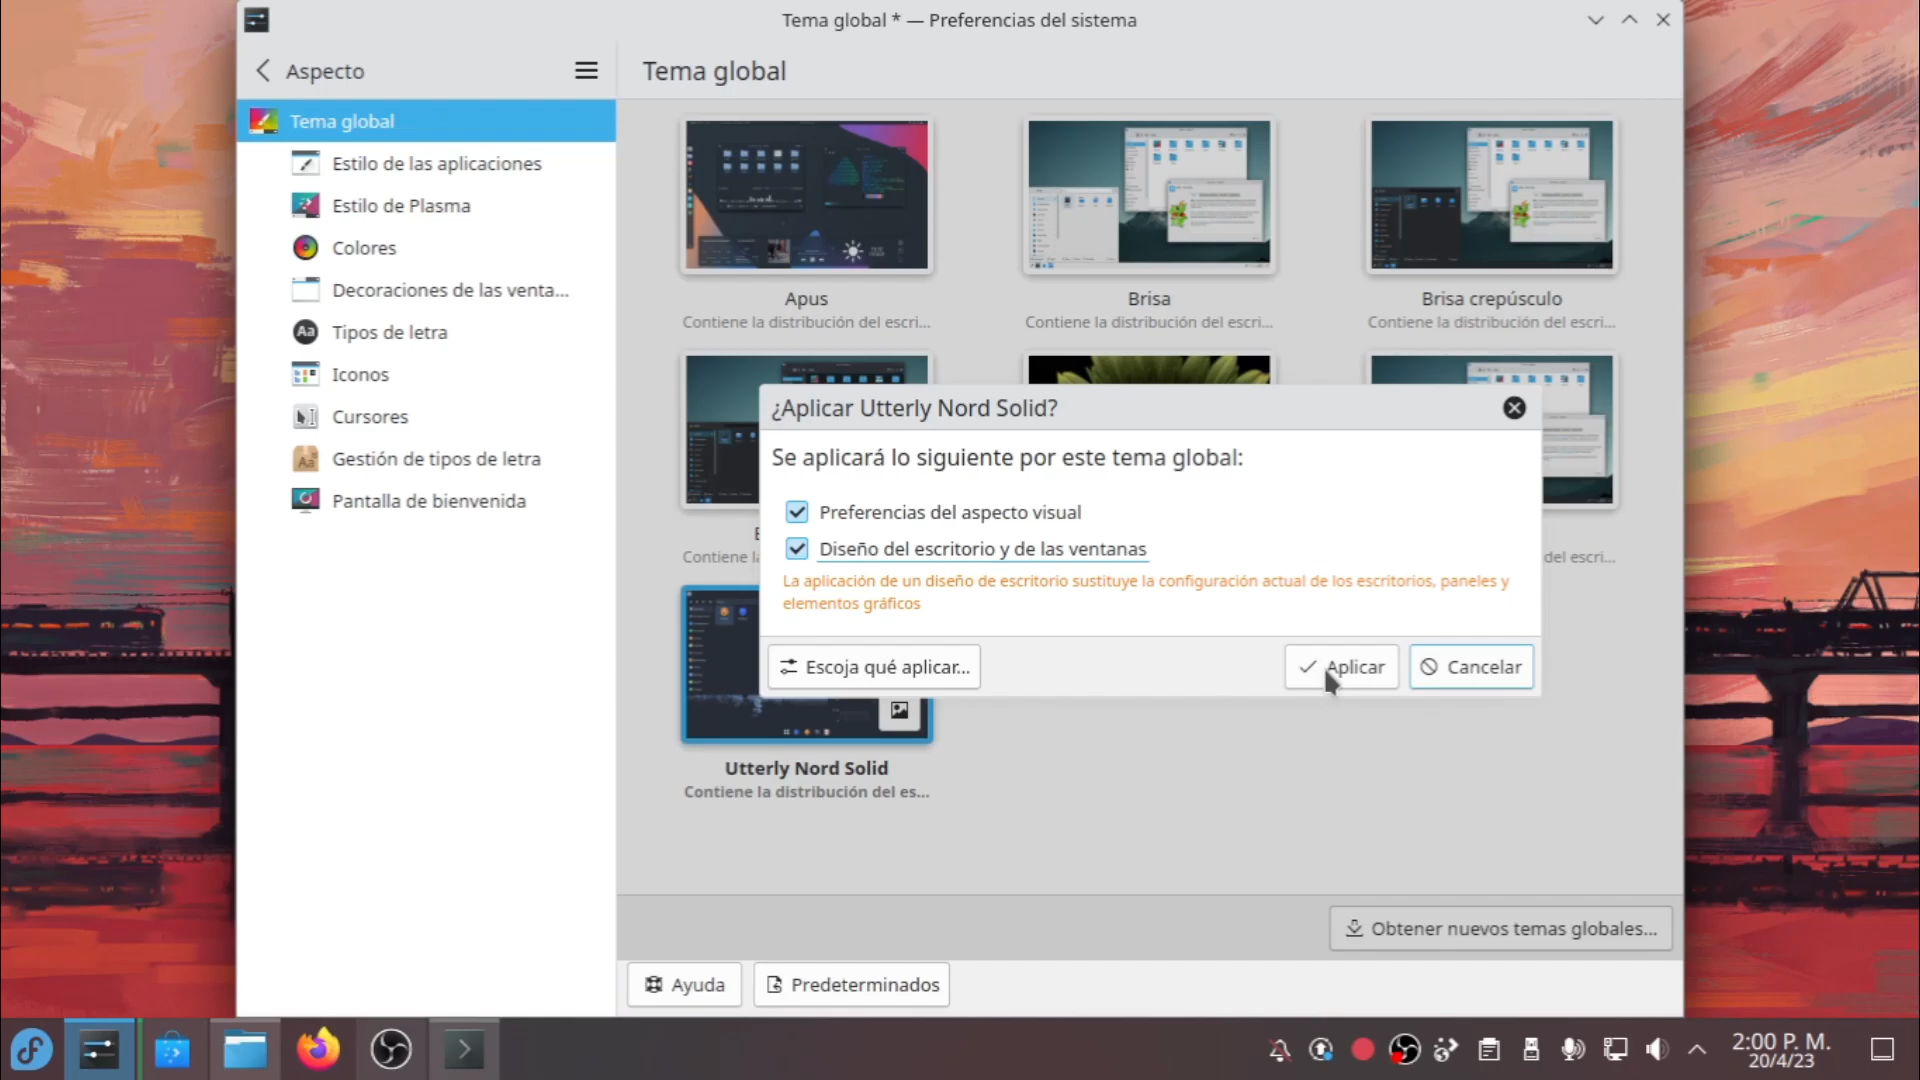 Tema global * — Preferencias del sistema
Aspecto
Tema global
Tema global
Estilo de las aplicaciones
Estilo de Plasma
Colores
Decoraciones de las venta...
Tipos de letra
Iconos
Cursores
Gestión de tipos de letra
Pantalla de bienvenida
Apus
Contiene la distribución del escri...
Brisa
Contiene la distribución del escri...
Brisa crepúsculo
Contiene la distribución del escri...
¿Aplicar Utterly Nord Solid?
Se aplicará lo siguiente por este tema global:
Preferencias del aspecto visual
Diseño del escritorio y de las ventanas
La aplicación de un diseño de escritorio sustituye la configuración actual de los escritorios, paneles y
elementos gráficos
Escoja qué aplicar...
Aplicar
Cancelar
Contiene
del escri...
Utterly Nord Solid
Contiene la distribución del es...
Obtener nuevos temas globales...
Ayuda
Predeterminados
2:00 P. M.
20/4/23